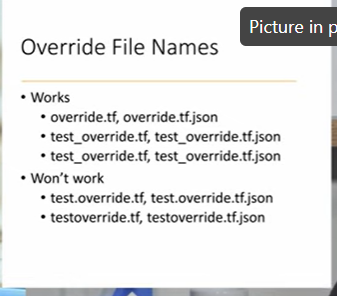 Picture in p
Override File Names
• Works
• override.tf, override.tf.json
• test_override.tf, test_override.tf.json
• test_override.tf, test_override.tf.json
• Won't work
• test.override.tf, test.override.tf.json
• testoverride.tf, testoverride.tf.json